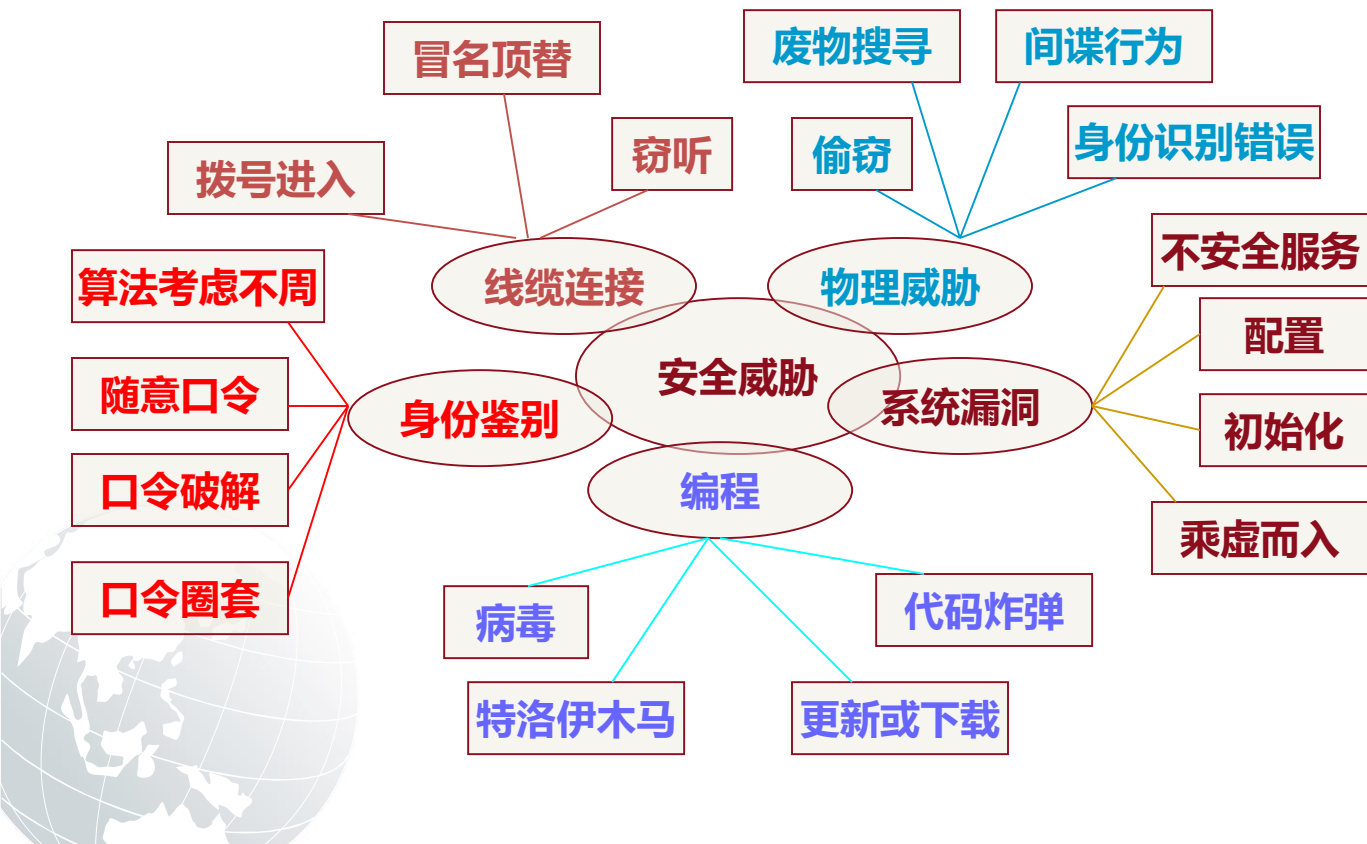 废物搜寻
间谍行为
冒名顶替
窃听
偷窃
身份识别错误
拨号进入
不安全服务
算法考虑不周
线缆连接
物理威胁
配置
安全威胁
随意口令
身份鉴别
系统漏洞
初始化
口令破解
编程
乘虚而入
口令圈套
病毒
代码炸弹
特洛伊木马
更新或下载